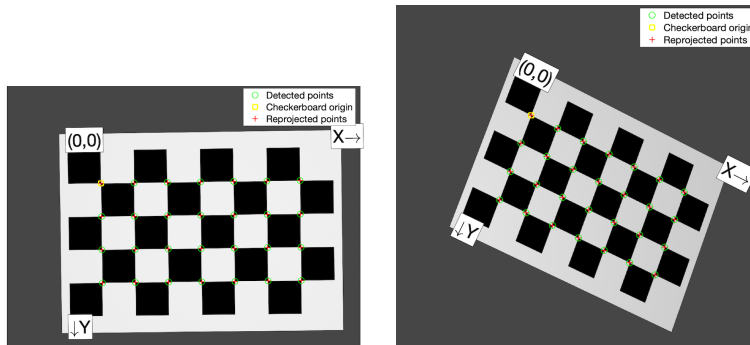 Detected points
Checkerboard origin
Reprojected points
(0,0)
X→
↓Y
Detected points
Checkerboard origin
Reprojected points
(0,0)
X→
↓Y